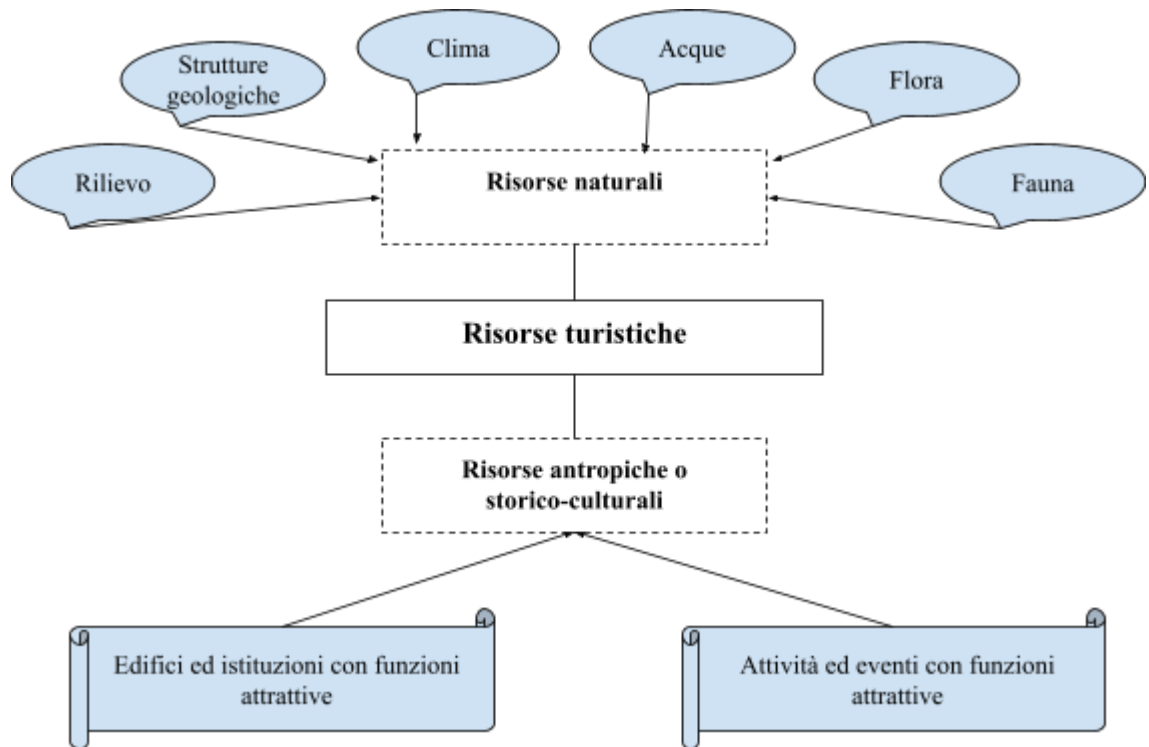 Clima
Acque
Strutture
geologiche
Flora
Rilievo
Risorse naturali
Fauna
Risorse turistiche
Risorse antropiche o
storico-culturali
Edifici ed istituzioni con funzioni
attrattive
Attività ed eventi con funzioni
attrattive